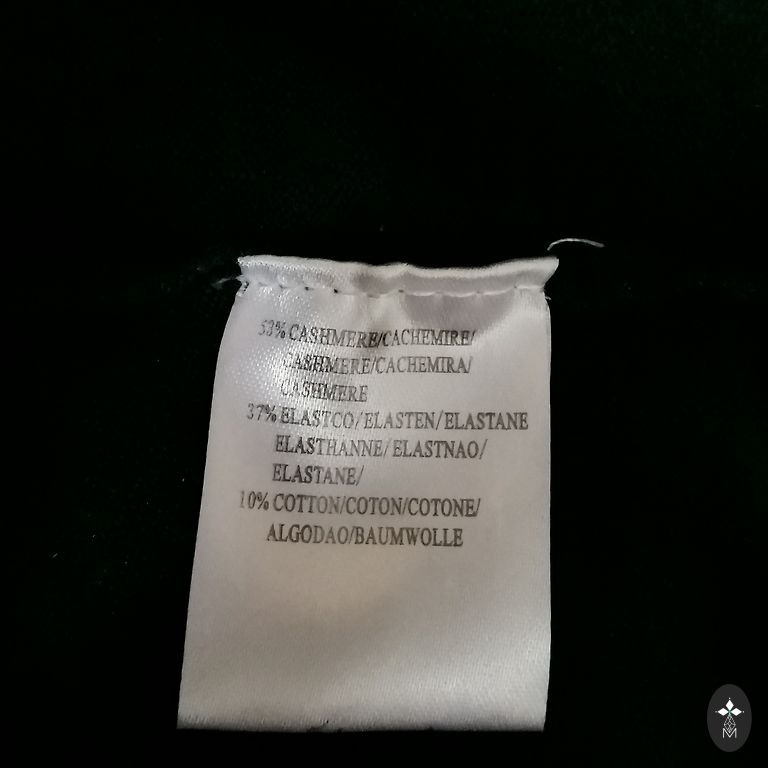 53% CASHMERE/CACHEMIRE/
CASHMERE/CACHEMIRA/
CASHMERE
37% ELASTCO/ELASTEN/ELASTANE
ELASTHANNE/ELASTNAO/
ELASTANE/
10% COTTON/COTON/COTONE/
ALGODAO/BAUMWOLLE
M